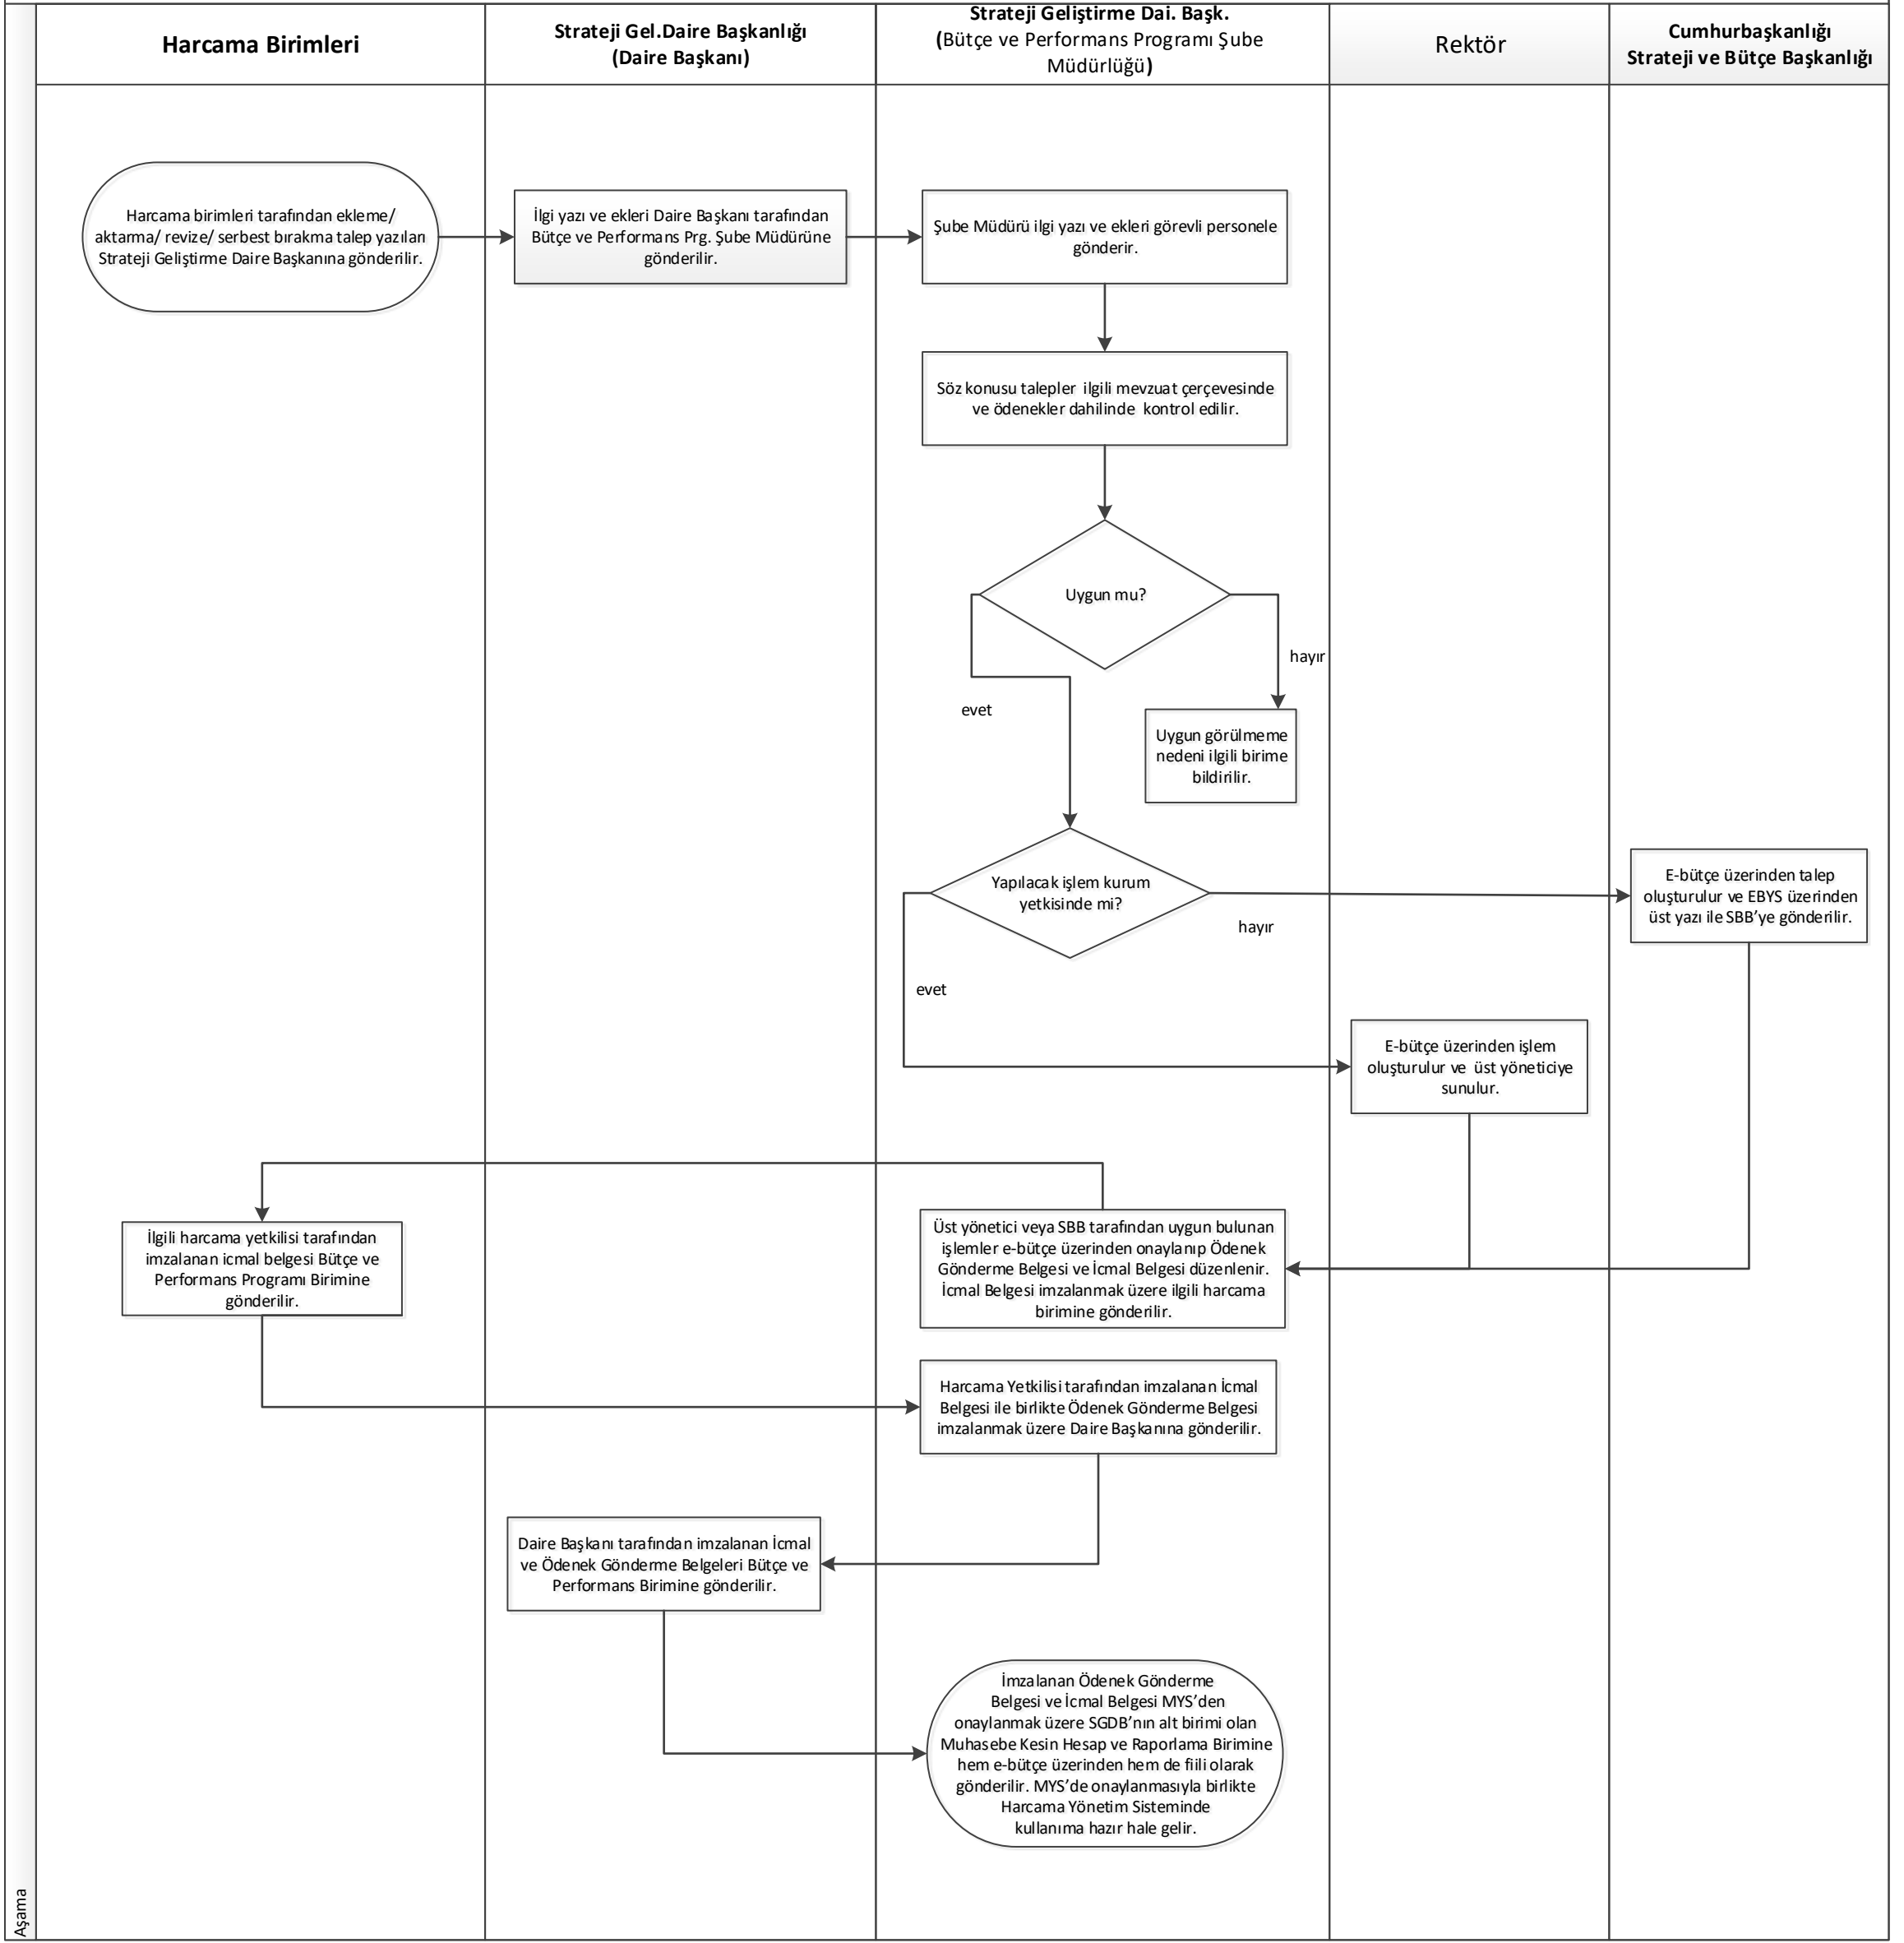 Harcama Birimleri
Strateji Gel.Daire Başkanlığı
(Daire Başkanı)
Strateji Geliştirme Dai. Başk.
(Bütçe ve Performans Programı Şube
Müdürlüğü)
Rektör
Cumhurbaşkanlığı
Strateji ve Bütçe Başkanlığı
Harcama birimleri tarafından ekleme/
aktarma/ revize/ serbest bırakma talep yazıları
Strateji Geliştirme Daire Başkanına gönderilir.
İlgi yazı ve ekleri Daire Başkanı tarafından
Bütçe ve Performans Prg. Şube Müdürüne
gönderilir.
Şube Müdürü ilgi yazı ve ekleri görevli personele
gönderir.
Söz konusu talepler ilgili mevzuat çerçevesinde
ve ödenekler dahilinde kontrol edilir.
Uygun mu?
hayır
evet
Uygun görülmeme
nedeni ilgili birime
bildirilir.
Yapılacak işlem kurum
yetkisinde mi?
hayır
evet
E-bütçe üzerinden talep
oluşturulur ve EBYS üzerinden
üst yazı ile SBB’ye gönderilir.
E-bütçe üzerinden işlem
oluşturulur ve üst yöneticiye
sunulur.
Üst yönetici veya SBB tarafından uygun bulunan
işlemler e-bütçe üzerinden onaylanıp Ödenek
Gönderme Belgesi ve İcmal Belgesi düzenlenir.
İcmal Belgesi imzalanmak üzere ilgili harcama
birimine gönderilir.
İlgili harcama yetkilisi tarafından
imzalanan icmal belgesi Bütçe ve
Performans Programı Birimine
gönderilir.
Harcama Yetkilisi tarafından imzalanan İcmal
Belgesi ile birlikte Ödenek Gönderme Belgesi
imzalanmak üzere Daire Başkanına gönderilir.
Daire Başkanı tarafından imzalanan İcmal
ve Ödenek Gönderme Belgeleri Bütçe ve
Performans Birimine gönderilir.
İmzalanan Ödenek Gönderme
Belgesi ve İcmal Belgesi MYS’den
onaylanmak üzere SGDB’nın alt birimi olan
Muhasebe Kesin Hesap ve Raporlama Birimine
hem e-bütçe üzerinden hem de fiili olarak
gönderilir. MYS’de onaylanmasıyla birlikte
Harcama Yönetim Sisteminde
kullanıma hazır hale gelir.
Aşama